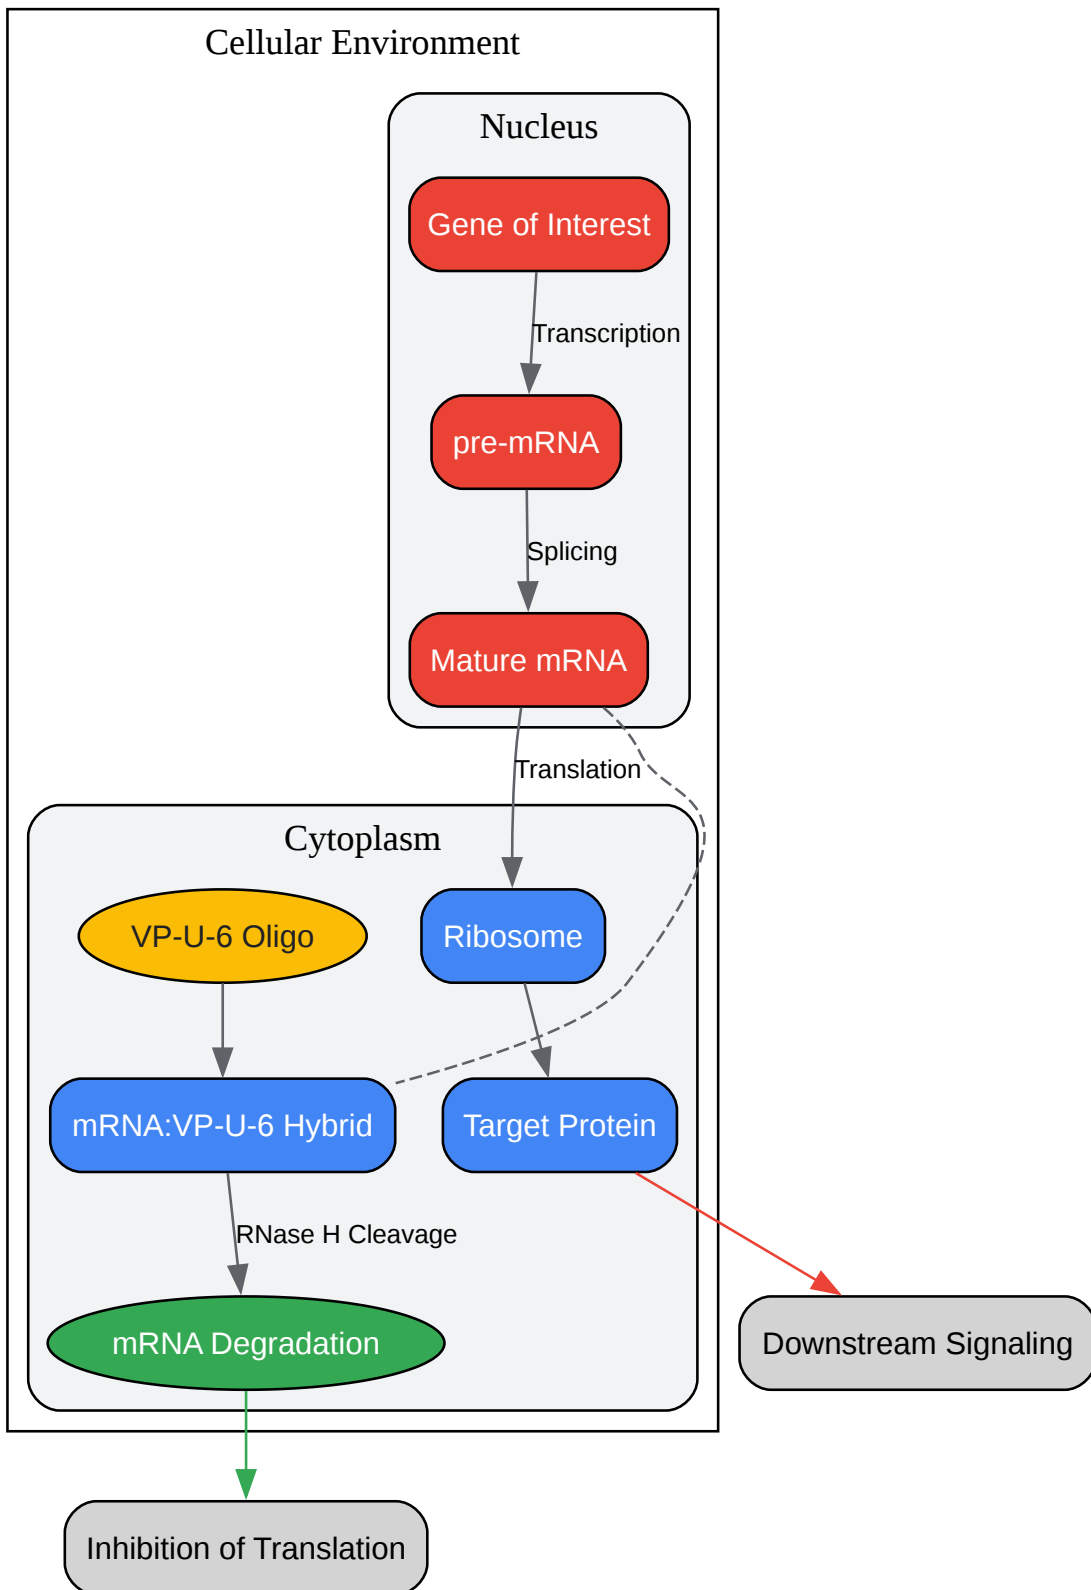 Cellular Environment
Nucleus
Gene of Interest
Transcription
pre-mRNA
Splicing
Mature mRNA
Translation
Cytoplasm
VP-U-6 Oligo
Ribosome
mRNA:VP-U-6 Hybrid
Target Protein
RNase H Cleavage
mRNA Degradation
Downstream Signaling
Inhibition of Translation